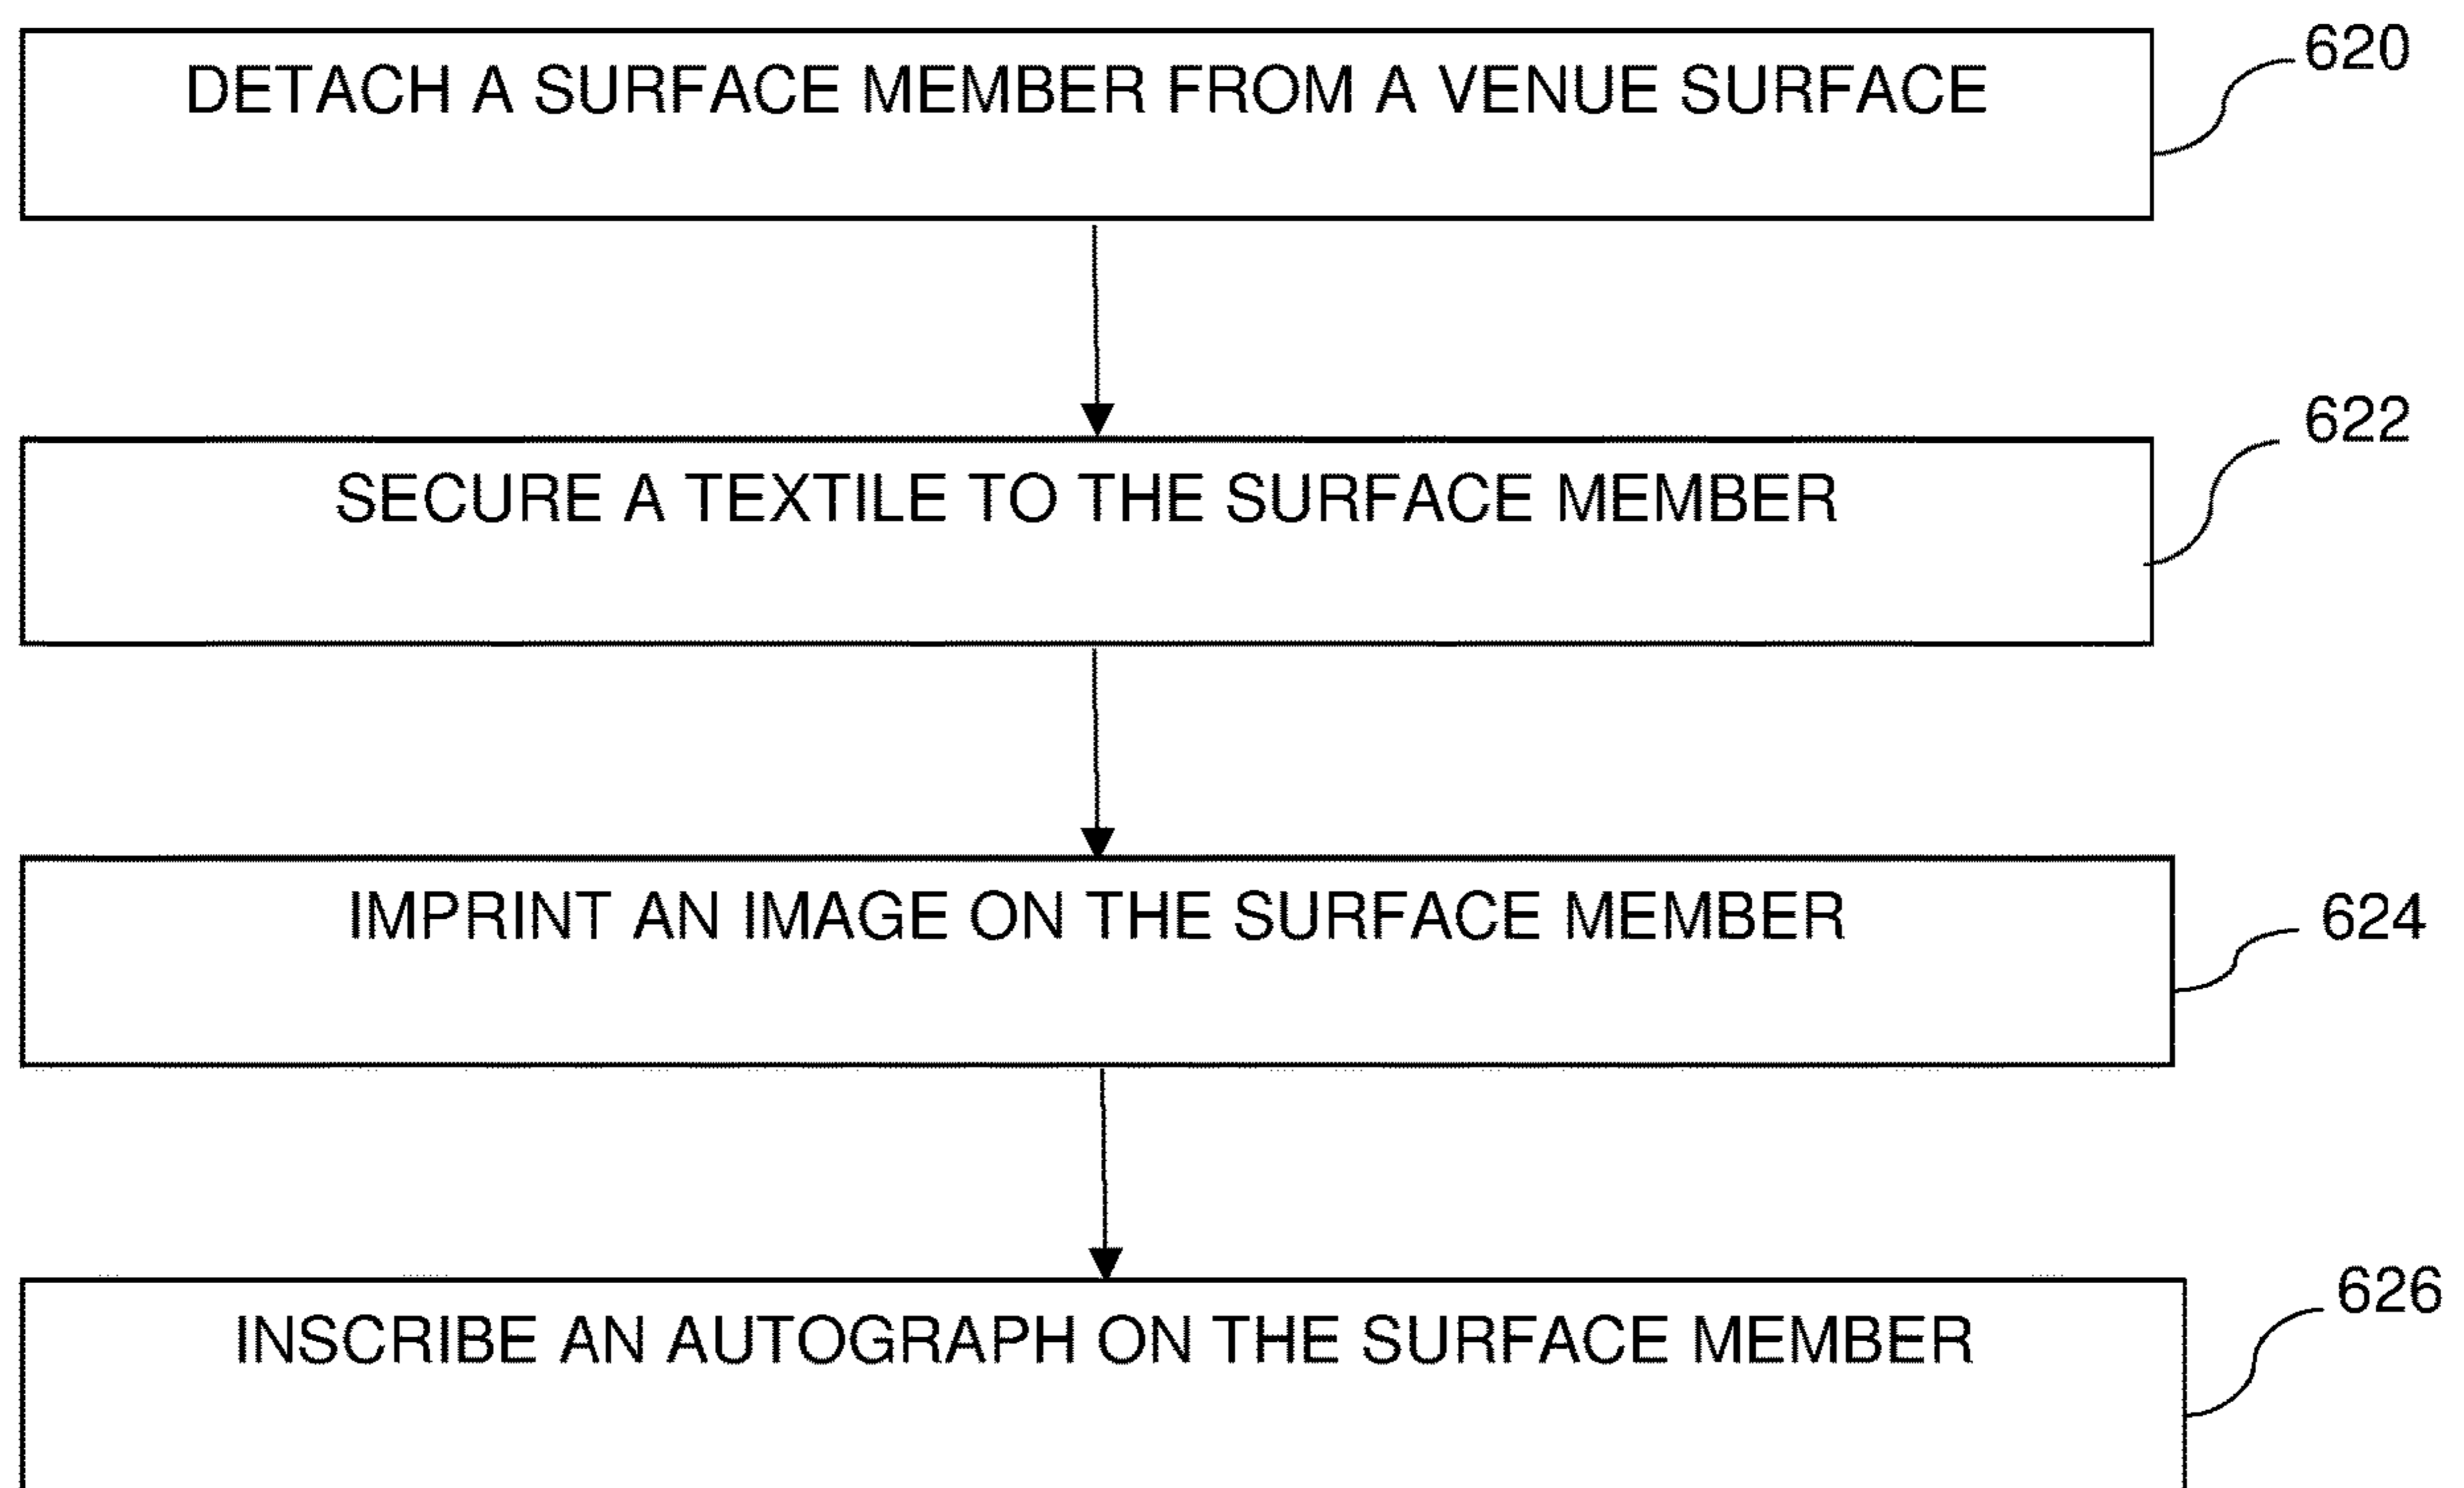 620
DETACH A SURFACE MEMBER FROM A VENUE SURFACE
622
SECURE A TEXTILE TO THE SURFACE MEMBER
IMPRINT AN IMAGE ON THE SURFACE MEMBER
624
626
INSCRIBE AN AUTOGRAPH ON THE SURFACE MEMBER